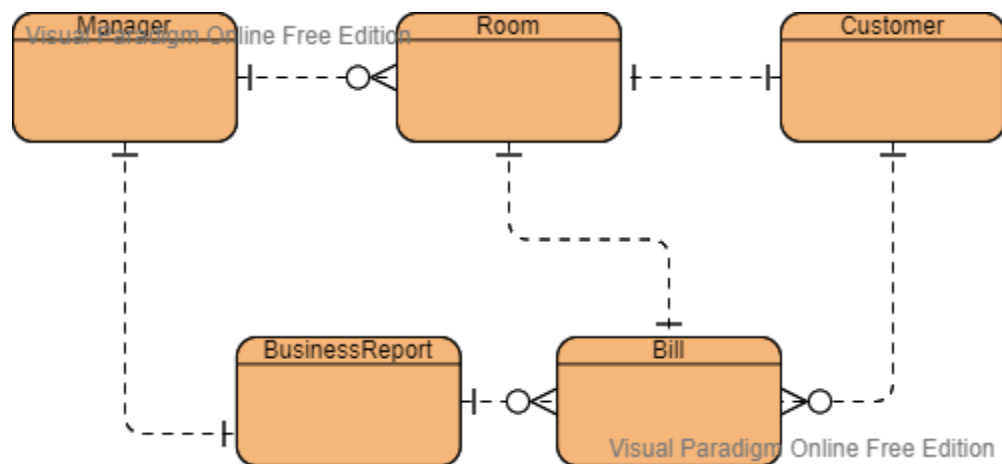 Manager
Visual Paradigm Online Free Edition
Room
Customer
BusinessReport
Bill
Visual Paradigm Online Free Edition